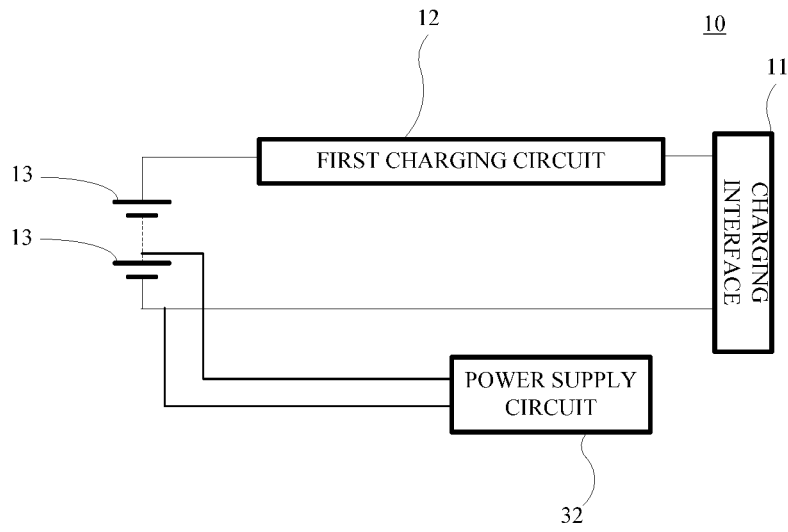 12
10
11
FIRST CHARGING CIRCUIT
CHARGING
INTERFACE
13
13
POWER SUPPLY
CIRCUIT
32